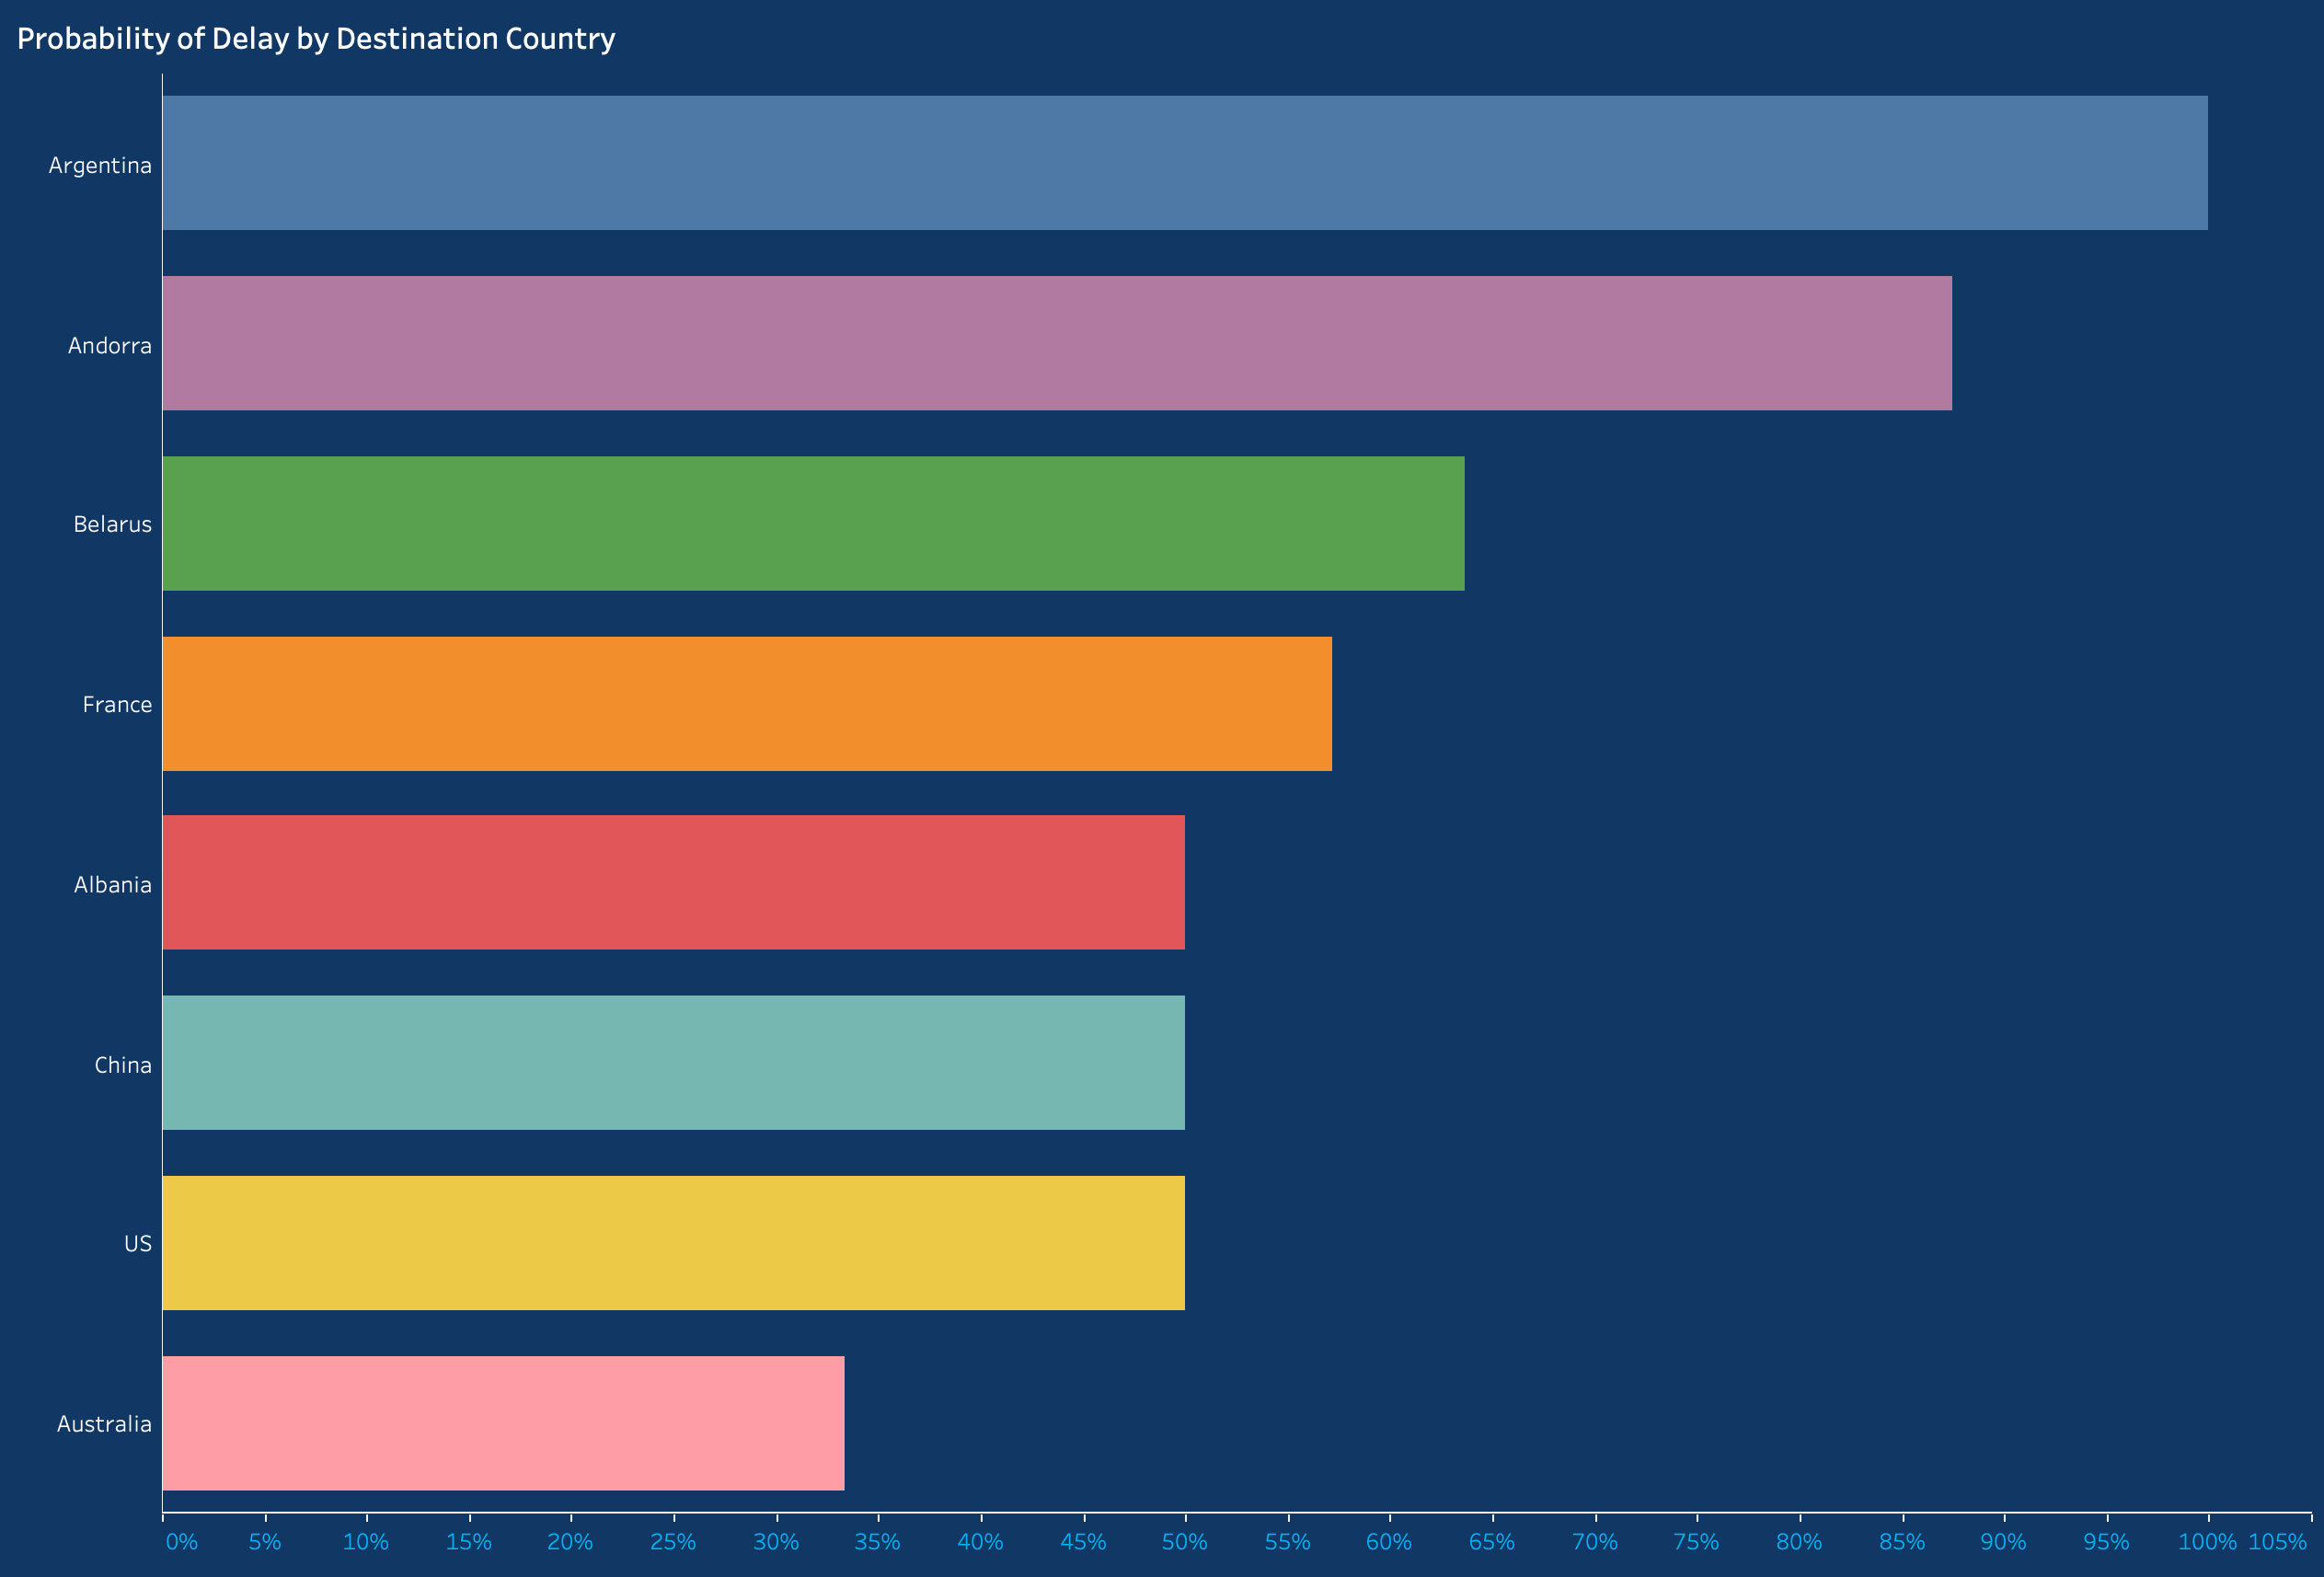 Probability of Delay by Destination Country
Argentina
Andorra
Belarus
France
Albania
China
US
Australia
0% 5% 10% 15% 20% 25% 30% 35% 40% 45% 50% 55% 60% 65% 70% 75% 80% 85% 90% 95% 100% 105%